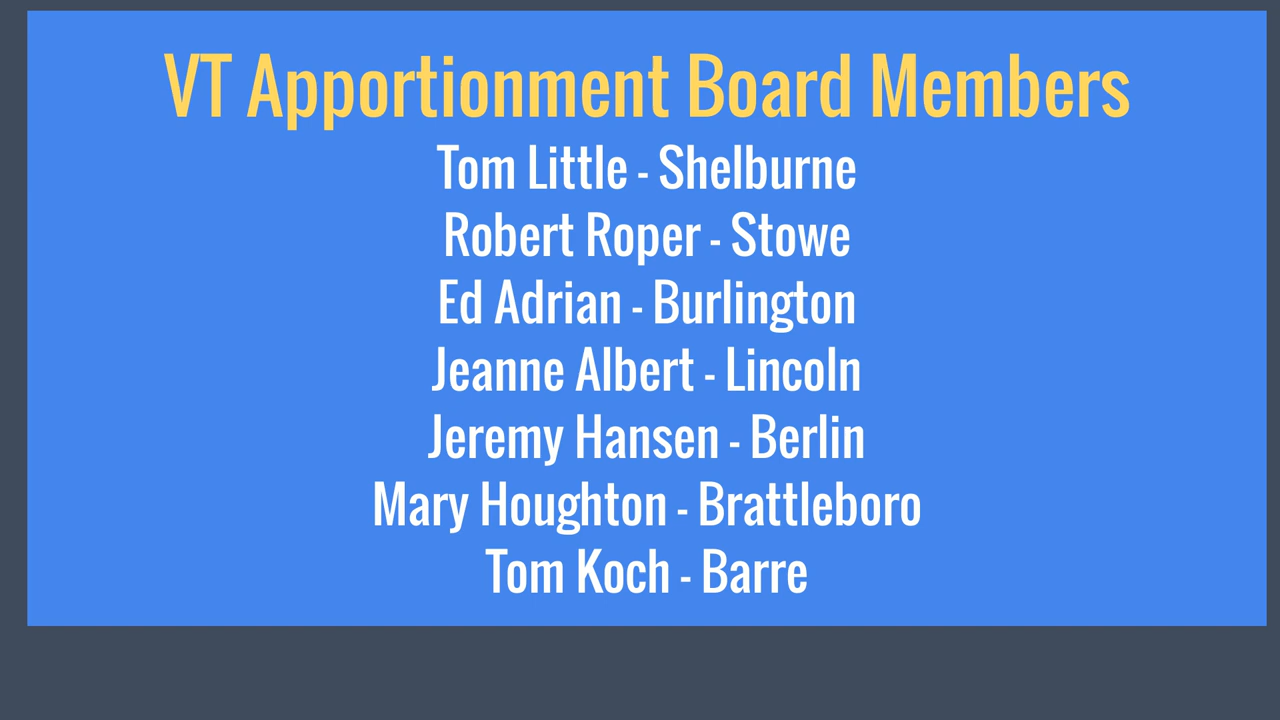 VT Apportionment Board Members
Tom Little - Shelburne
Robert Roper - Stowe
Ed Adrian - Burlington
Jeanne Albert - Lincoln
Jeremy Hansen - Berlin
Mary Houghton - Brattleboro
Tom Koch - Barre